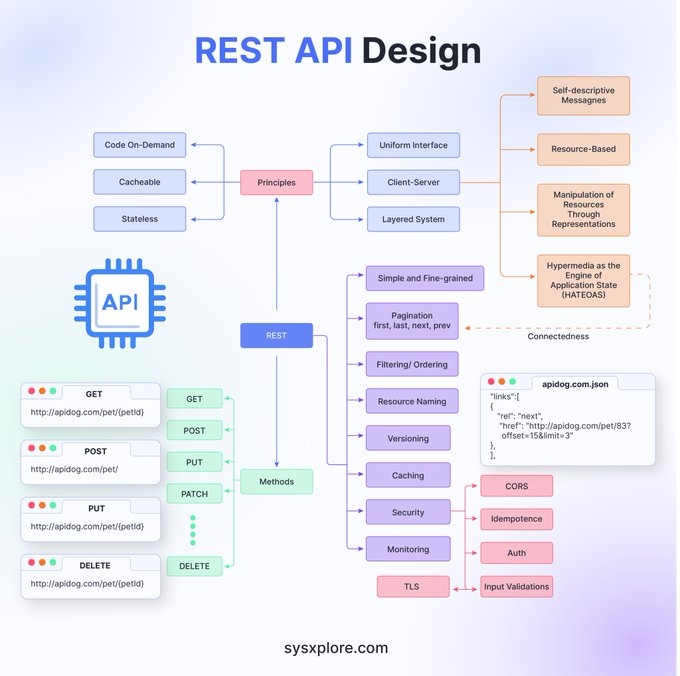 REST API Design
Code On-Demand
Cacheable
Stateless
Principles
Uniform Interface
Client-Server
Layered System
Self-descriptive
Messagnes
Resource-Based
Manipulation of
Resources
Through
Representations
Hypermedia as the
Engine of
Application State
(HATEOAS)
Connectedness
API
REST
Simple and Fine-grained
Pagination
first, last, next, prev
Filtering/ Ordering
Resource Naming
Versioning
Caching
Security
Monitoring
apidog.com.json
"links":[
{
"rel": "next",
"href": "http://apidog.com/pet/83?
offset=15&limit=3"
},
],
GET
http://apidog.com/pet/{petId}
POST
http://apidog.com/pet/
PUT
http://apidog.com/pet/{petId}
DELETE
http://apidog.com/pet/{petId}
GET
POST
PUT
PATCH
DELETE
Methods
CORS
Idempotence
Auth
TLS
Input Validations
sysxplore.com